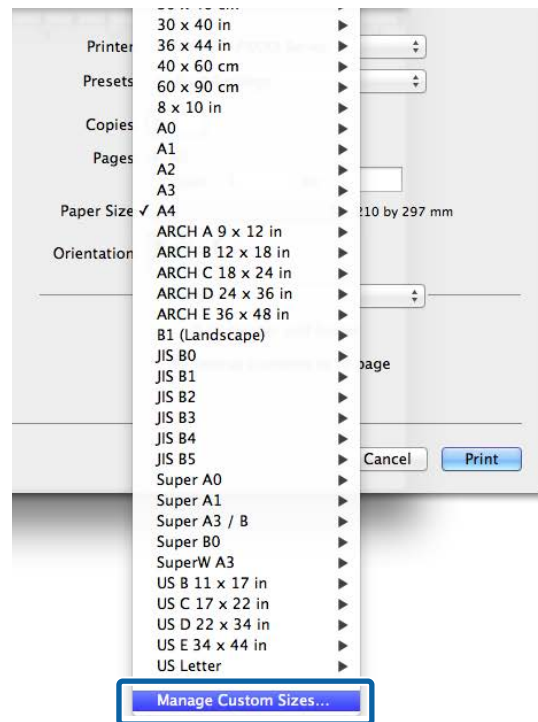 30 x 40 in
Printer
36 x 44 in
40 x 60 cm
Presets
60 x 90 cm
8 x 10 in
Copies
A0
A1
Pages
A2
A3
Paper Size ✓ A4 210 by 297 mm
ARCH A 9 x 12 in
Orientation
ARCH B 12 x 18 in
ARCH C 18 x 24 in
ARCH D 24 x 36 in
ARCH E 36 x 48 in
B1 (Landscape)
JIS B0
JIS B1
page
JIS B2
JIS B3
JIS B4
JIS B5
Cancel
Print
Super A0
Super A1
Super A3 / B
Super B0
SuperW A3
US B 11 x 17 in
US C 17 x 22 in
US D 22 x 34 in
US E 34 x 44 in
US Letter
Manage Custom Sizes...